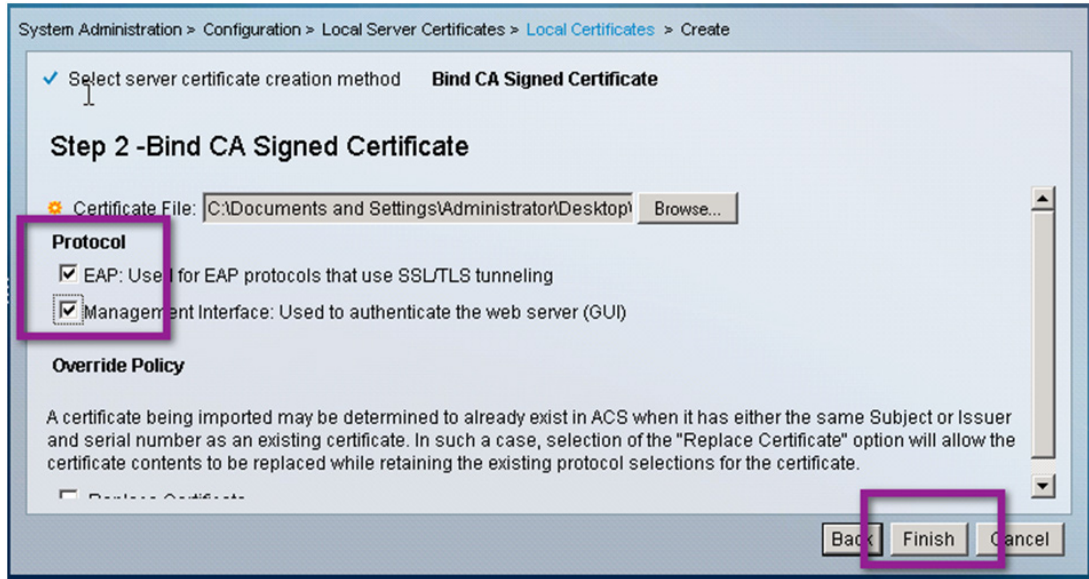 System Administration > Configuration > Local Server Certificates > Local Certificates > Create
Select server certificate creation method Bind CA Signed Certificate
Step 2 -Bind CA Signed Certificate
Certificate File: C:\Documents and Settings\Administrator\Desktop\ Browse...
Protocol
EAP: Used for EAP protocols that use SSL/TLS tunneling
Management Interface: Used to authenticate the web server (GUI)
Override Policy
A certificate being imported may be determined to already exist in ACS when it has either the same Subject or Issuer
and serial number as an existing certificate. In such a case, selection of the "Replace Certificate" option will allow the
certificate contents to be replaced while retaining the existing protocol selections for the certificate.
Replace Certificate
Back Finish Cancel